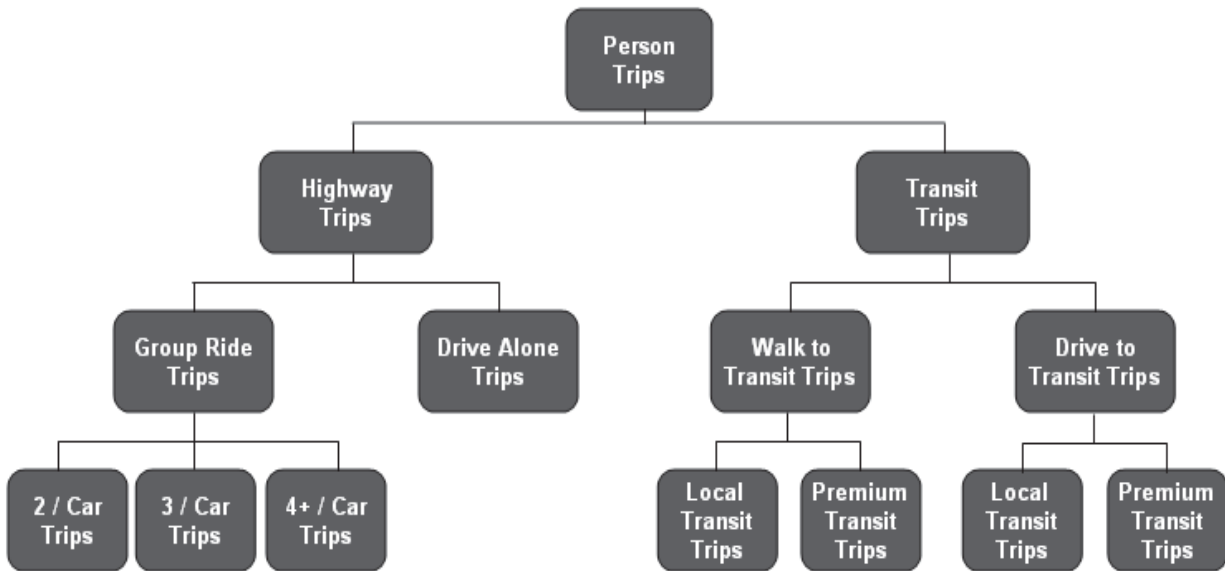 Person
Trips
Highway
Trips
Transit
Trips
Group Ride
Trips
Drive Alone
Trips
Walk to
Transit Trips
Drive to
Transit Trips
2 / Car
Trips
3 / Car
Trips
4+ / Car
Trips
Local
Transit
Trips
Premium
Transit
Trips
Local
Transit
Trips
Premium
Transit
Trips